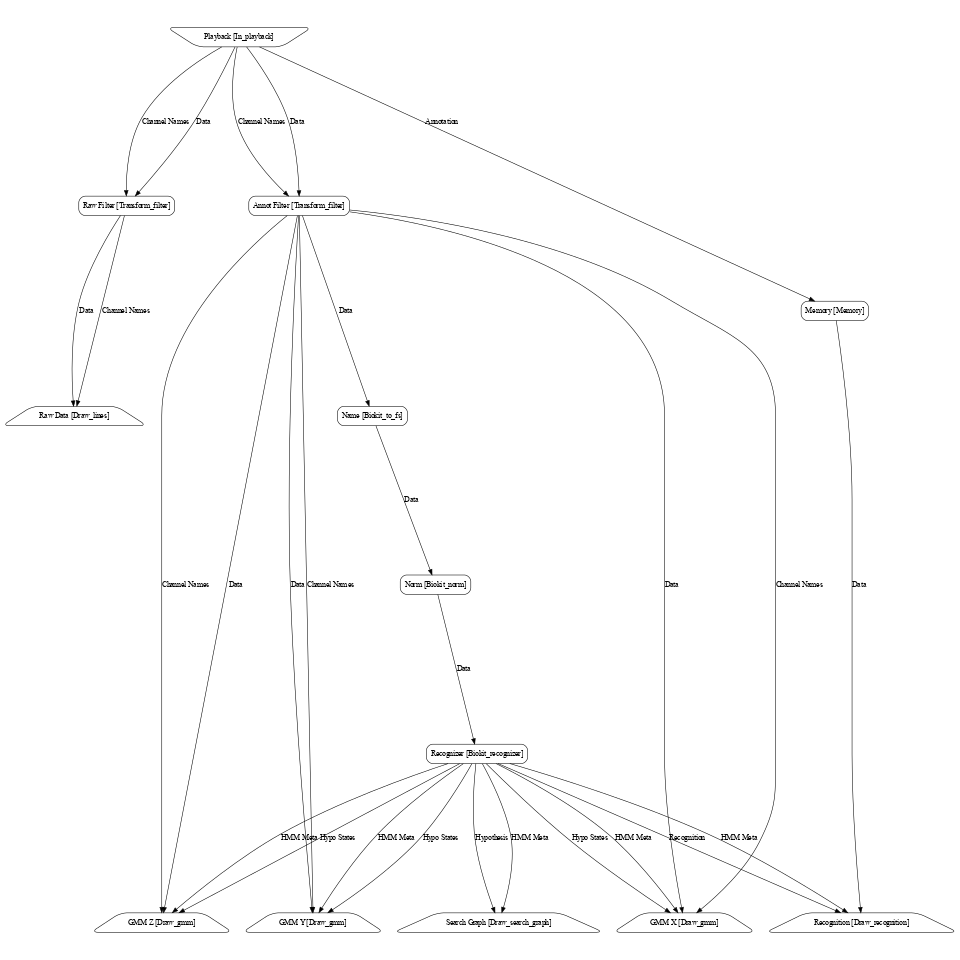 Playback [In_playback]
Channel Names
Data
Channel Names
Data
Annotation
Raw Filter [Transform_filter]
Annot Filter [Transform_filter]
Data
Channel Names
Data
Memory [Memory]
Raw Data [Draw_lines]
Name [Biokit_to_fs]
Data
Channel Names
Data
Data
Channel Names
Norm [Biokit_norm]
Data
Channel Names
Data
Data
Recognizer [Biokit_recognizer]
HMM Meta
Hypo States
HMM Meta
Hypo States
Hypothesis
HMM Meta
Hypo States
HMM Meta
Recognition
HMM Meta
GMM Z [Draw_gmm]
GMM Y [Draw_gmm]
Search Graph [Draw_search_graph]
GMM X [Draw_gmm]
Recognition [Draw_recognition]